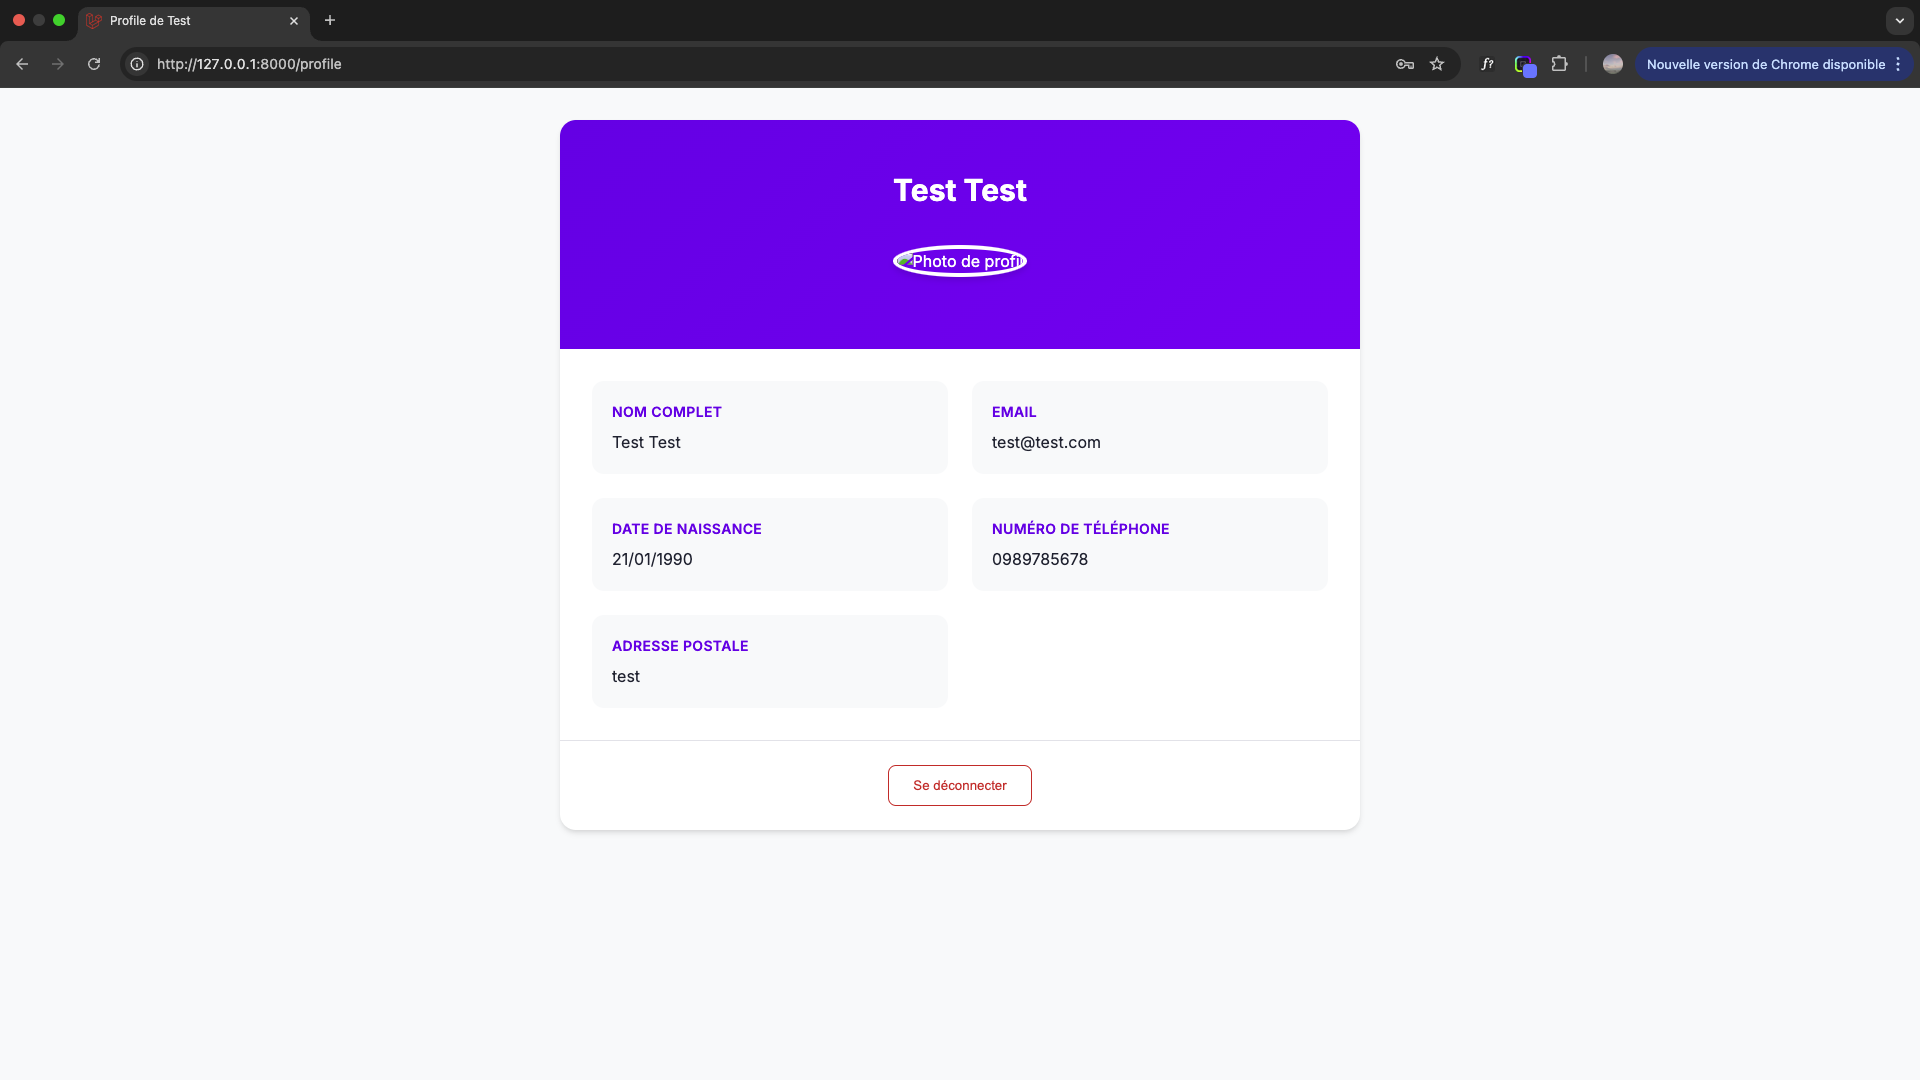 Profile de Test
http://127.0.0.1:8000/profile
f?
Nouvelle version de Chrome disponible
Test Test
Photo de profil
NOM COMPLET
Test Test
EMAIL
test@test.com
DATE DE NAISSANCE
21/01/1990
NUMÉRO DE TÉLÉPHONE
0989785678
ADRESSE POSTALE
test
Se déconnecter